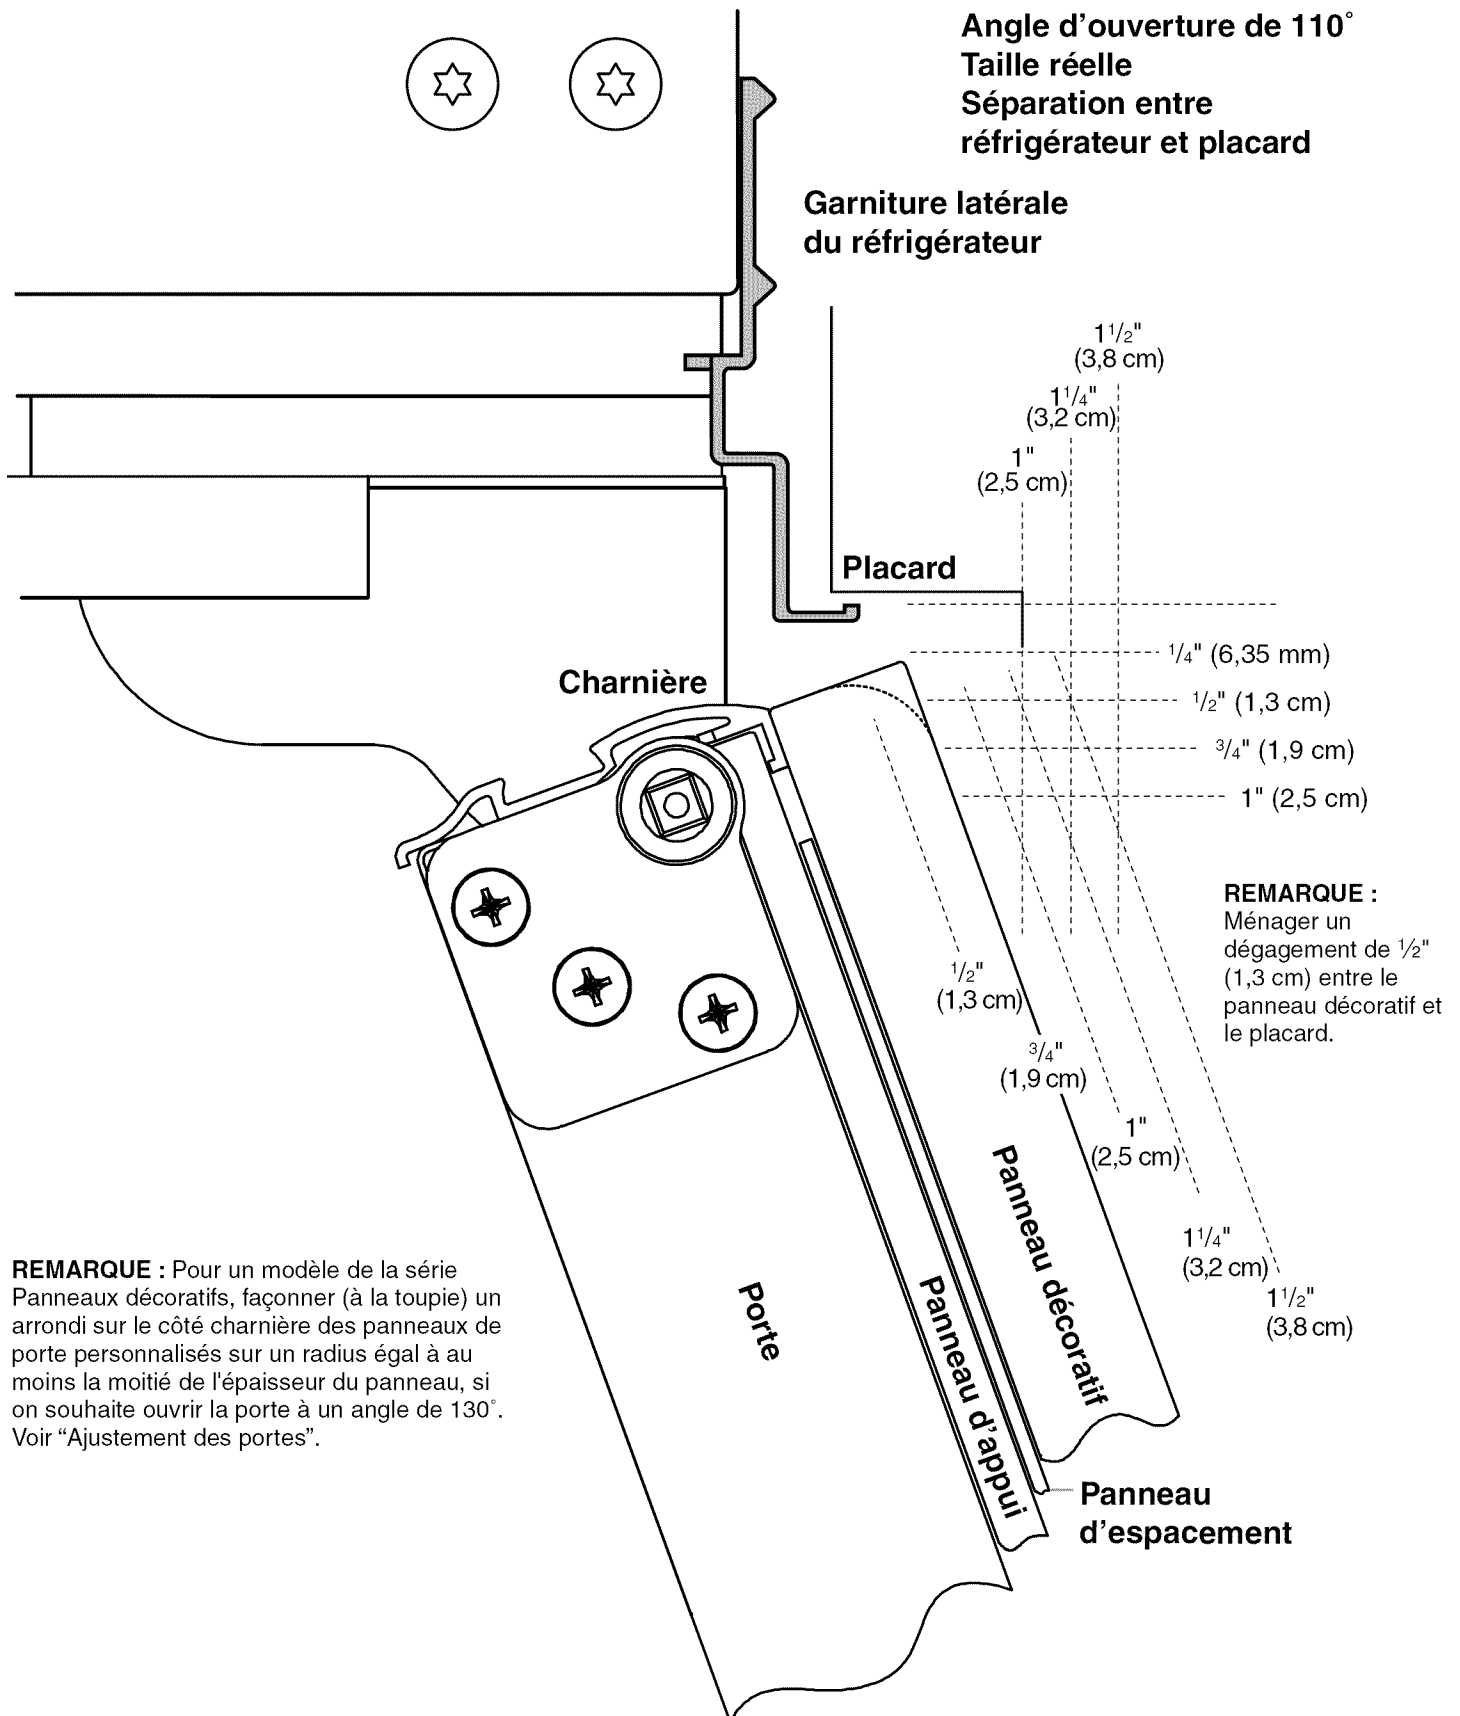 Angle d'ouverture de 110°
Taille réelle
Séparation entre
réfrigérateur et placard
Garniture latérale
du réfrigérateur
1 1/2"
(3,8 cm)
1 1/4"
(3,2 cm)
1"
(2,5 cm)
Placard
1/4" (6,35 mm)
Charnière
1/2" (1,3 cm)
3/4" (1,9 cm)
1" (2,5 cm)
REMARQUE :
Ménager un
dégagement de ½"
(1,3 cm) entre le
panneau décoratif et
le placard.
1/2"
(1,3 cm)
3/4"
(1,9 cm)
1"
(2,5 cm)
1 1/4"
(3,2 cm)
1 1/2"
(3,8 cm)
Porte
Panneau d'appui
Panneau décoratif
REMARQUE : Pour un modèle de la série
Panneaux décoratifs, façonner (à la toupie) un
arrondi sur le côté charnière des panneaux de
porte personnalisés sur un radius égal à au
moins la moitié de l'épaisseur du panneau, si
on souhaite ouvrir la porte à un angle de 130°.
Voir “Ajustement des portes”.
Panneau
d'espacement